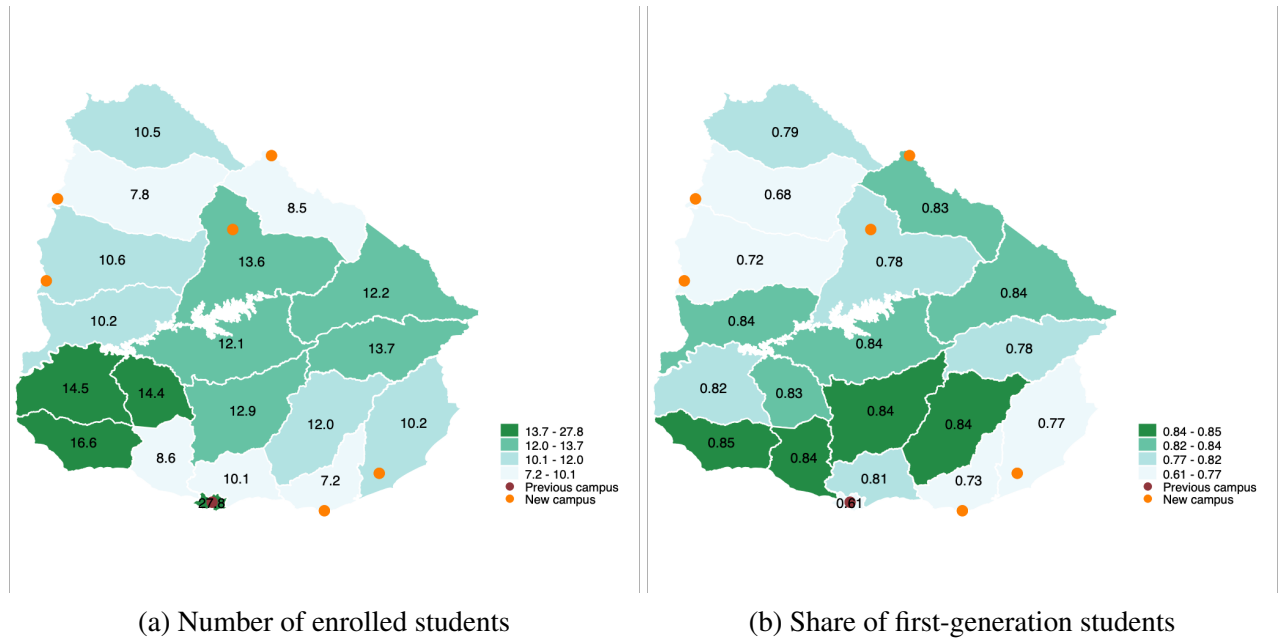 10.5
7.8
8.5
10.6
13.6
12.2
10.2
12.1
13.7
14.5
14.4
12.9
12.0
10.2
16.6
8.6
10.1
7.2
27.8
13.7 - 27.8
12.0 - 13.7
10.1 - 12.0
7.2 - 10.1
Previous campus
New campus
(a) Number of enrolled students
0.79
0.68
0.83
0.72
0.78
0.84
0.84
0.84
0.78
0.82
0.83
0.84
0.84
0.77
0.85
0.84
0.81
0.73
0.61
0.84 - 0.85
0.82 - 0.84
0.77 - 0.82
0.61 - 0.77
Previous campus
New campus
(b) Share of first-generation students